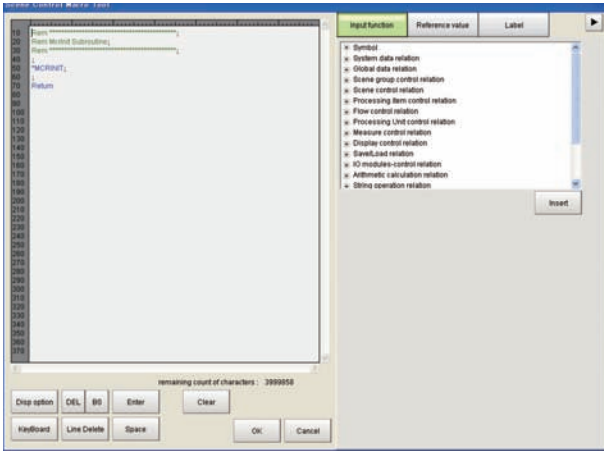 Scene Control Macro Tool
10 Rem *******************************;
20 Rem McrInit Subroutine;
30 Rem *******************************;
40 ;
50 *MCRINIT;
60 ;
70 Return
80
90
100
110
120
130
140
150
160
170
180
190
200
210
220
230
240
250
260
270
280
290
300
310
320
330
340
350
360
370
remaining count of characters : 3999958
Disp option
DEL
BS
Enter
Clear
KeyBoard
Line Delete
Space
OK
Cancel
Input function
Reference value
Label
Symbol
System data relation
Global data relation
Scene group control relation
Scene control relation
Processing item control relation
Flow control relation
Processing Unit control relation
Measure control relation
Display control relation
Save/Load relation
IO modules-control relation
Arithmetic calculation relation
String operation relation
Insert